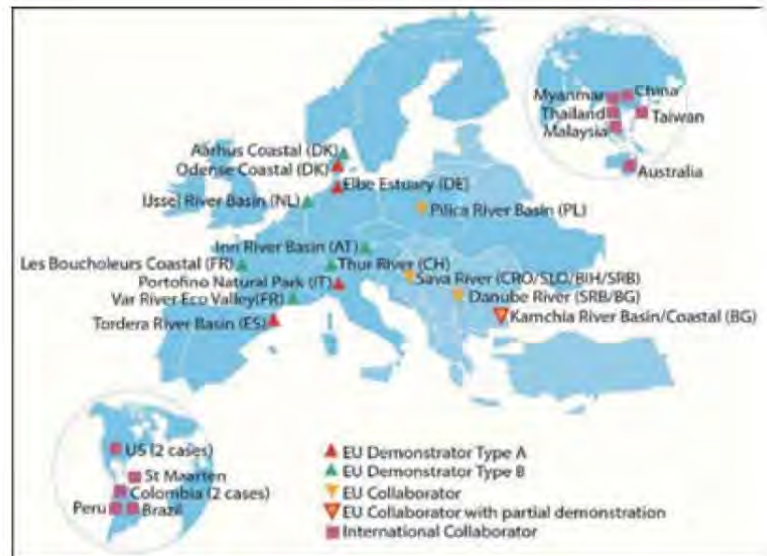 Myanmar China
Thailand Taiwan
Malaysia
Australia
Aarhus Coastal (DK)
Odense Coastal (DK)
Elbe Estuary (DE)
IJssel River Basin (NL)
Pilica River Basin (PL)
Inn River Basin (AT)
Les Boucholeurs Coastal (FR) Thur River (CH)
Sava River (CRO/SLO/BIH/SRB)
Portofino Natural Park (IT)
Var River Eco Valley(FR) Danube River (SRB/BG)
Kamchia River Basin/Coastal (BG)
Tordera River Basin (ES)
US (2 cases)
St Maarten
Colombia (2 cases)
Peru Brazil
EU Demonstrator Type A
EU Demonstrator Type B
EU Collaborator
EU Collaborator with partial demonstration
International Collaborator